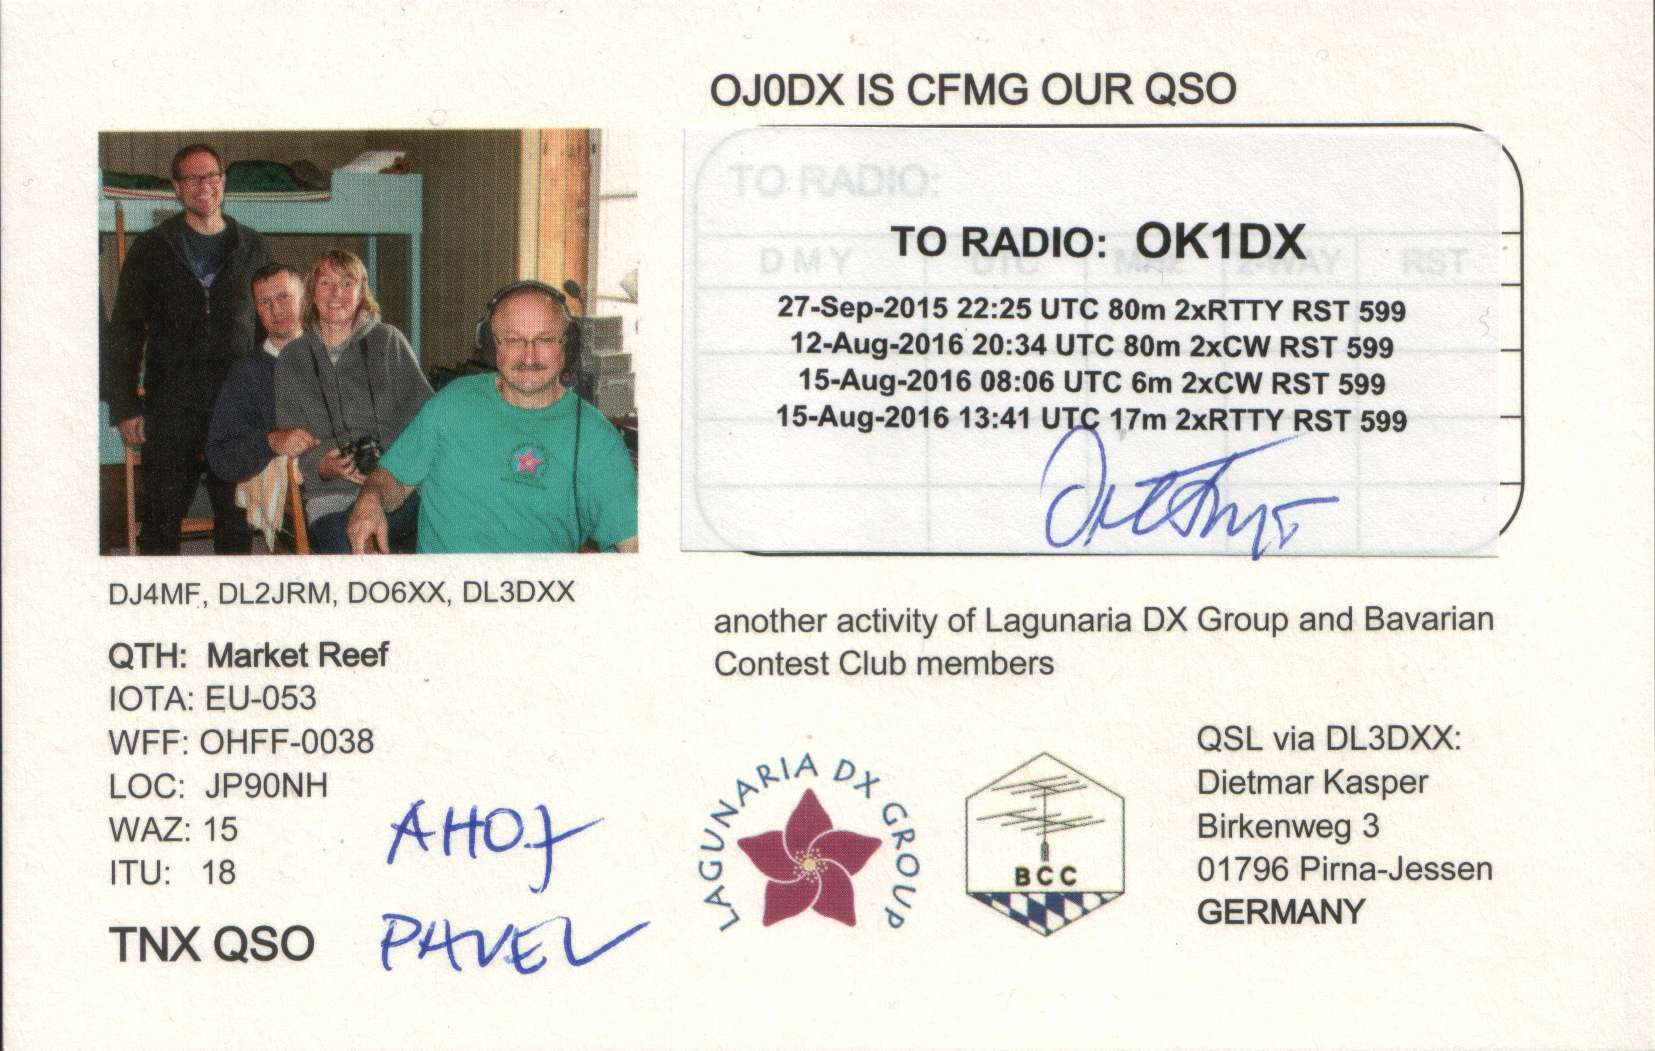 OJ0DX IS CFMG OUR QSO
TO RADIO:
D M Y UTC MHz 2-WAY RST
TO RADIO: OK1DX
27-Sep-2015 22:25 UTC 80m 2xRTTY RST 599
12-Aug-2016 20:34 UTC 80m 2xCW RST 599
15-Aug-2016 08:06 UTC 6m 2xCW RST 599
15-Aug-2016 13:41 UTC 17m 2xRTTY RST 599
DJ4MF, DL2JRM, DO6XX, DL3DXX
QTH: Market Reef
IOTA: EU-053
WFF: OHFF-0038
LOC: JP90NH
WAZ: 15
ITU: 18
TNX QSO
AHOJ
PAVEL
another activity of Lagunaria DX Group and Bavarian
Contest Club members
LAGUNARIA DX GROUP
BCC
QSL via DL3DXX:
Dietmar Kasper
Birkenweg 3
01796 Pirna-Jessen
GERMANY